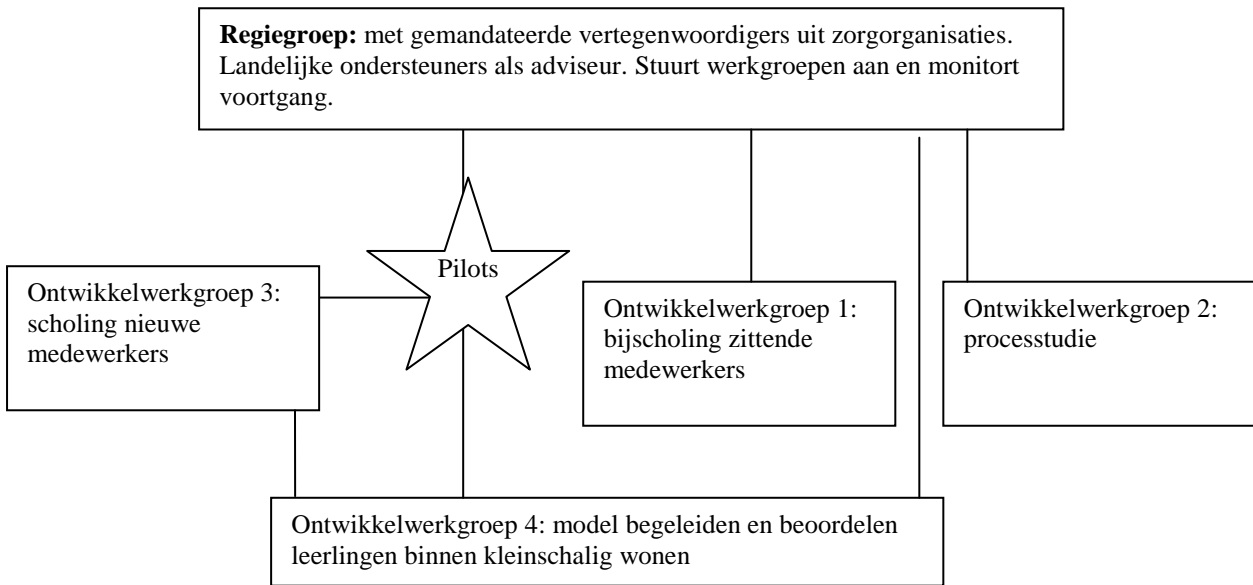 Regiegroep: met gemandateerde vertegenwoordigers uit zorgorganisaties.
Landelijke ondersteuners als adviseur. Stuurt werkgroepen aan en monitort
voortgang.
Pilots
Ontwikkelwerkgroep 3:
scholing nieuwe
medewerkers
Ontwikkelwerkgroep 1:
bijscholing zittende
medewerkers
Ontwikkelwerkgroep 2:
processtudie
Ontwikkelwerkgroep 4: model begeleiden en beoordelen
leerlingen binnen kleinschalig wonen